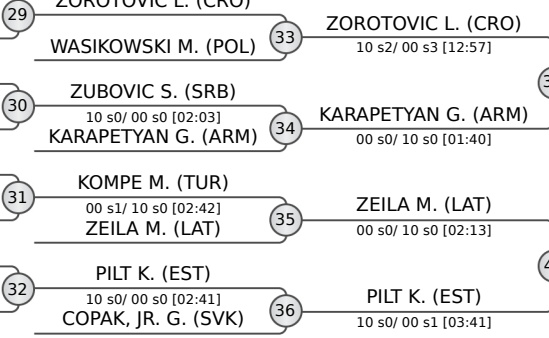 29
ZOROTOVIC L. (CRO)
WASIKOWSKI M. (POL)
33
ZOROTOVIC L. (CRO)
10 s2/ 00 s3 [12:57]
30
ZUBOVIC S. (SRB)
10 s0/ 00 s0 [02:03]
KARAPETYAN G. (ARM)
34
KARAPETYAN G. (ARM)
00 s0/ 10 s0 [01:40]
31
KOMPE M. (TUR)
00 s1/ 10 s0 [02:42]
ZEILA M. (LAT)
35
ZEILA M. (LAT)
00 s0/ 10 s0 [02:13]
32
PILT K. (EST)
10 s0/ 00 s0 [02:41]
COPAK, JR. G. (SVK)
36
PILT K. (EST)
10 s0/ 00 s1 [03:41]